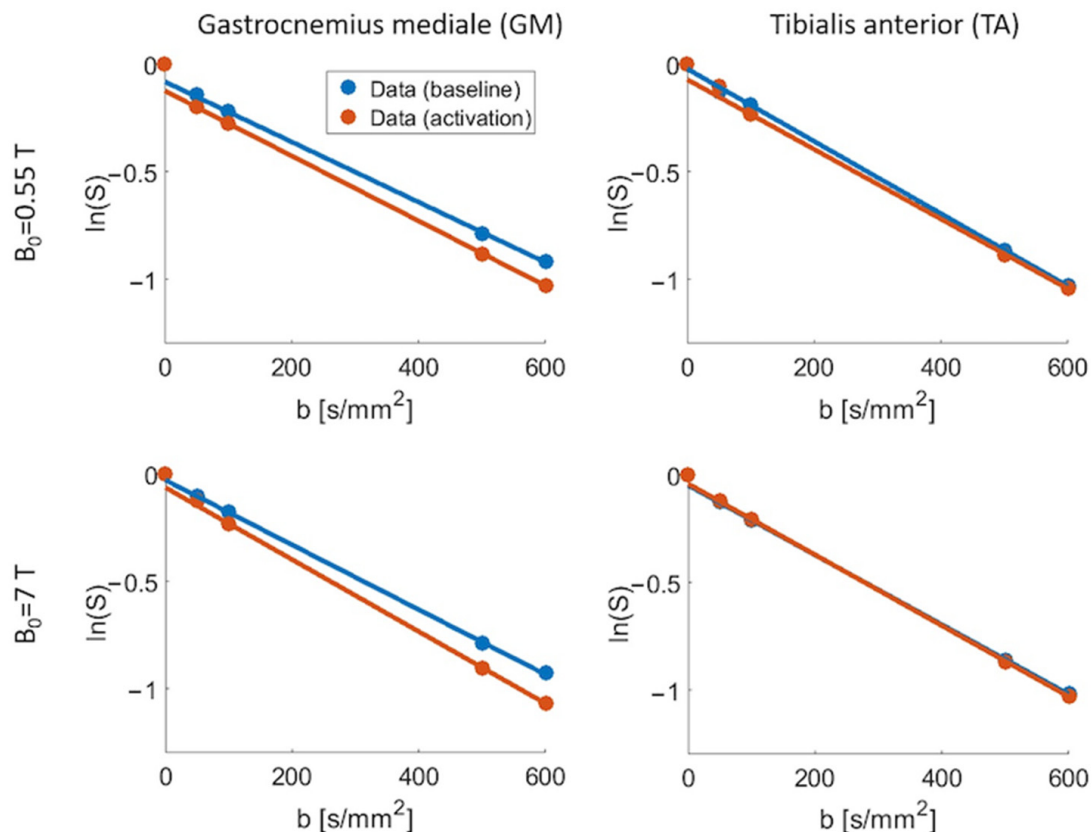 Gastrocnemius mediale (GM)
Tibialis anterior (TA)
B₀=0.55 T
ln(S)
0
−0.5
−1
Data (baseline)
Data (activation)
0 200 400 600
b [s/mm²]
ln(S)
0
−0.5
−1
0 200 400 600
b [s/mm²]
B₀=7 T
ln(S)
0
−0.5
−1
0 200 400 600
b [s/mm²]
ln(S)
0
−0.5
−1
0 200 400 600
b [s/mm²]